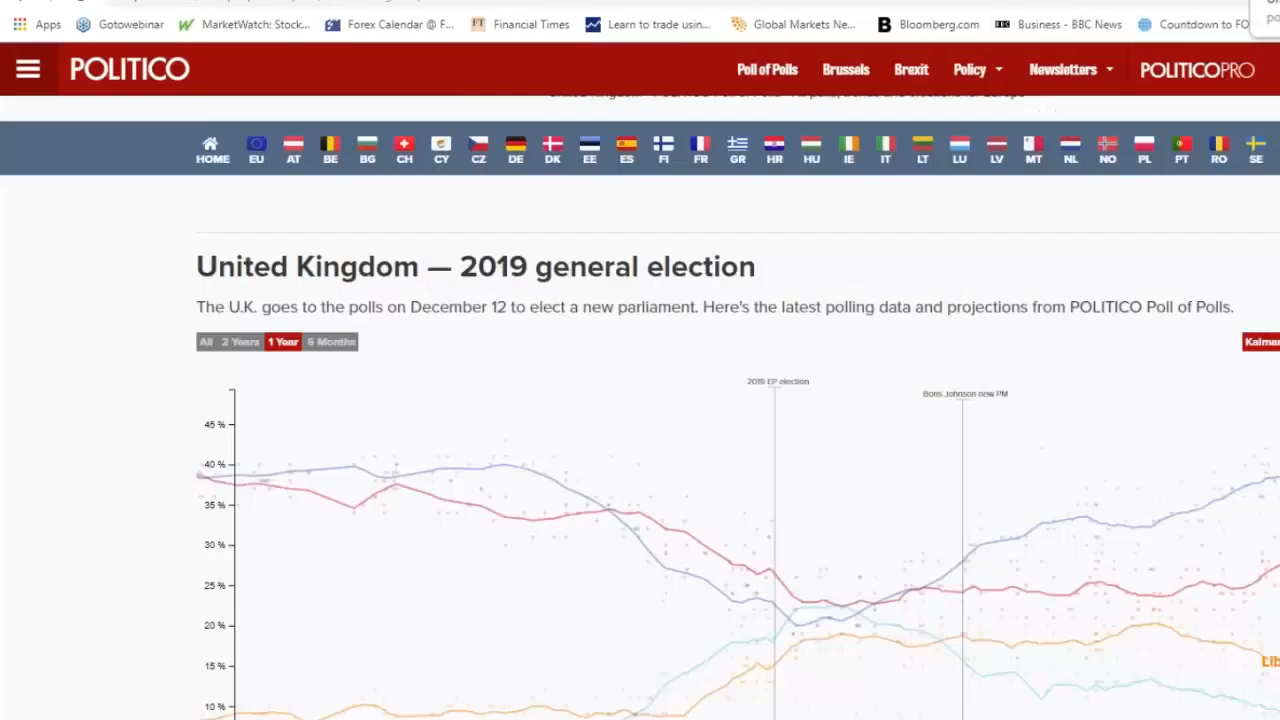 Apps Gotowebinar MarketWatch: Stock... Forex Calendar @ F... Financial Times Learn to trade usin... Global Markets Ne... Bloomberg.com Business - BBC News Countdown to FO
POLITICO Poll of Polls Brussels Brexit Policy Newsletters POLITICOPRO
HOME EU AT BE BG CH CY CZ DE DK EE ES FI FR GR HR HU IE IT LT LU LV MT NL NO PL PT RO SE
United Kingdom — 2019 general election
The U.K. goes to the polls on December 12 to elect a new parliament. Here's the latest polling data and projections from POLITICO Poll of Polls.
All 2 Years 1 Year 6 Months Kalma
2019 EP election
Boris Johnson new PM
45 %
40 %
35 %
30 %
25 %
20 %
15 %
Lib
10 %